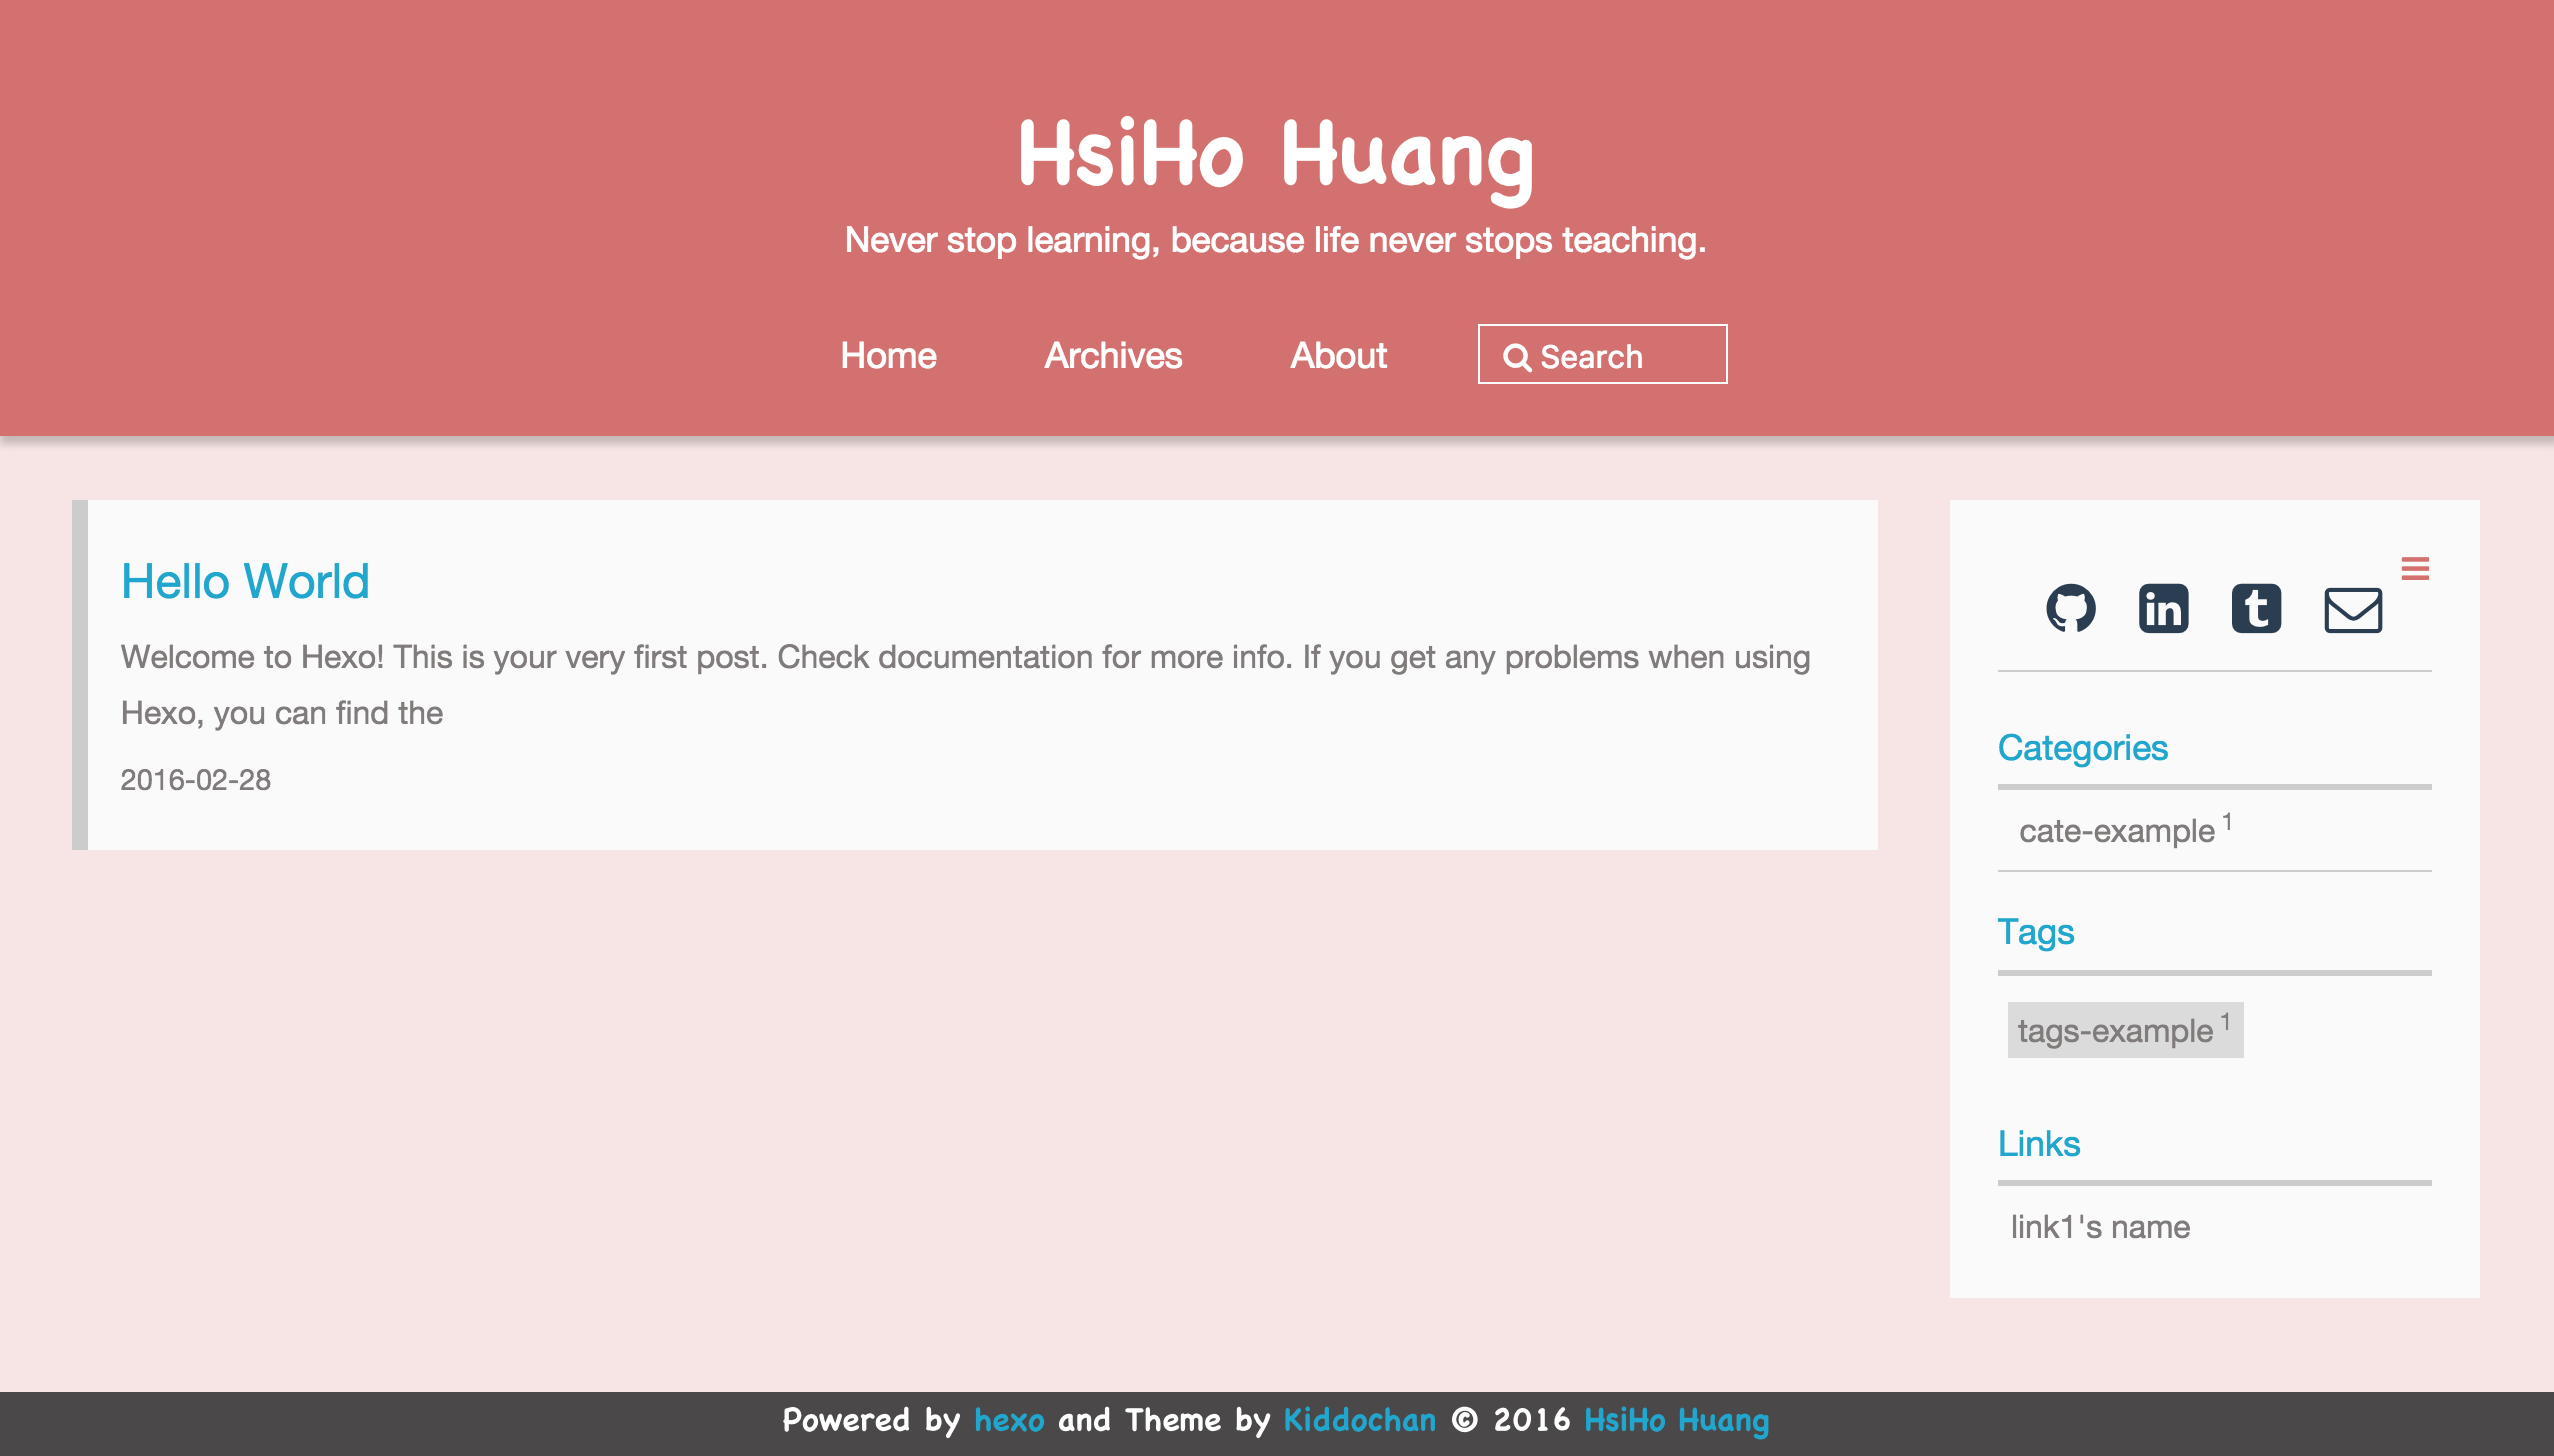 HsiHo Huang
Never stop learning, because life never stops teaching.
Home Archives About Search
Hello World
Welcome to Hexo! This is your very first post. Check documentation for more info. If you get any problems when using
Hexo, you can find the
2016-02-28
Categories
cate-example 1
Tags
tags-example 1
Links
link1's name
Powered by hexo and Theme by Kiddochan © 2016 HsiHo Huang